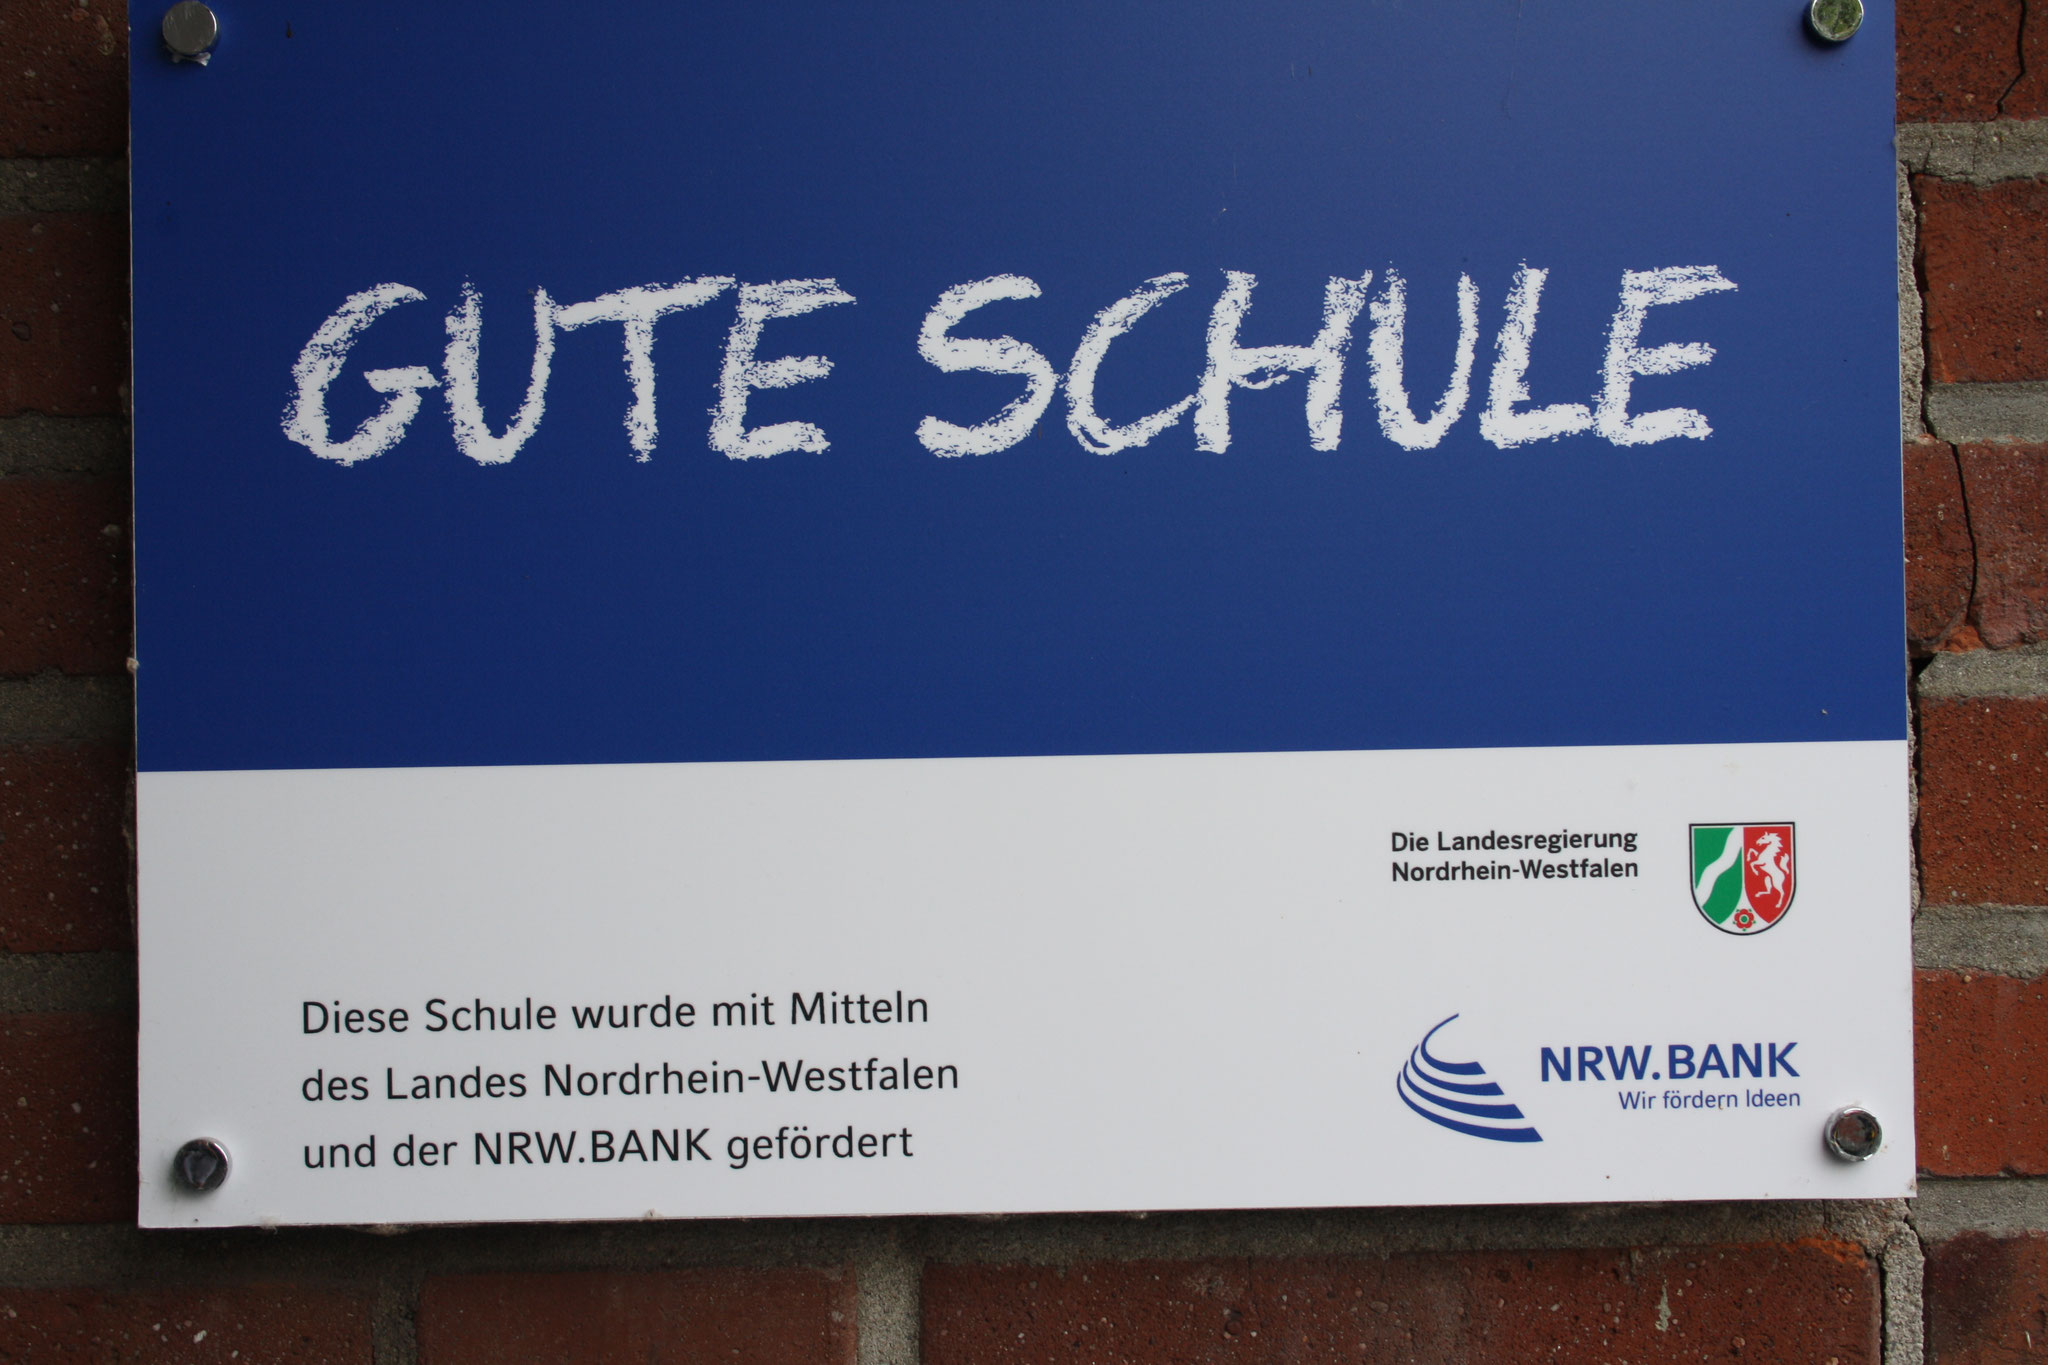 GUTE SCHULE
Die Landesregierung
Nordrhein-Westfalen
Diese Schule wurde mit Mitteln
des Landes Nordrhein-Westfalen
und der NRW.BANK gefördert
NRW.BANK
Wir fördern Ideen